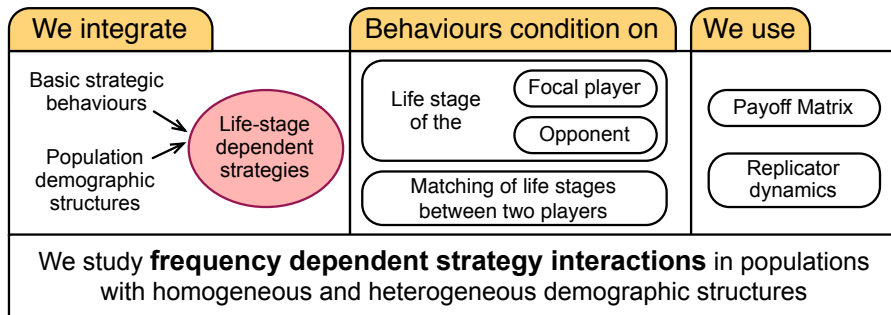 We integrate
Basic strategic
behaviours
Population
demographic
structures
Life-stage
dependent
strategies
Behaviours condition on
Life stage
of the
Focal player
Opponent
Matching of life stages
between two players
We use
Payoff Matrix
Replicator
dynamics
We study frequency dependent strategy interactions in populations
with homogeneous and heterogeneous demographic structures